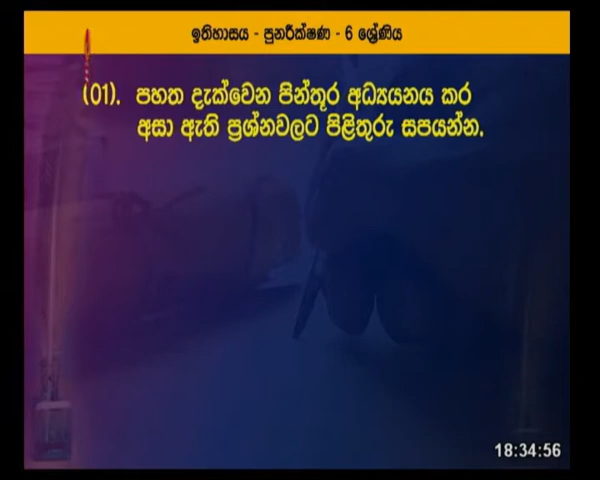 ඉතිහාසය - පුනරීක්ෂණ - 6 ශ්‍රේණිය
(01). පහත දැක්වෙන පින්තූර අධ්‍යයනය කර
අසා ඇති ප්‍රශ්නවලට පිළිතුරු සපයන්න.
18:34:56